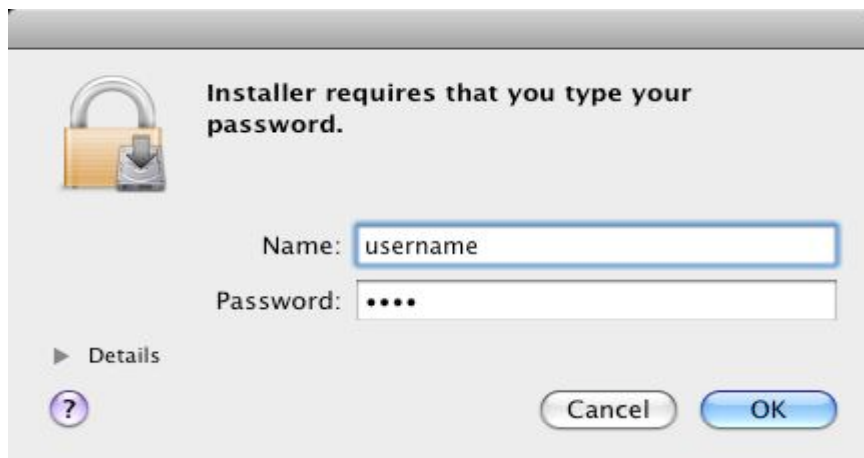 Installer requires that you type your
password.
Name: username
Password: ••••
Details
?
Cancel
OK